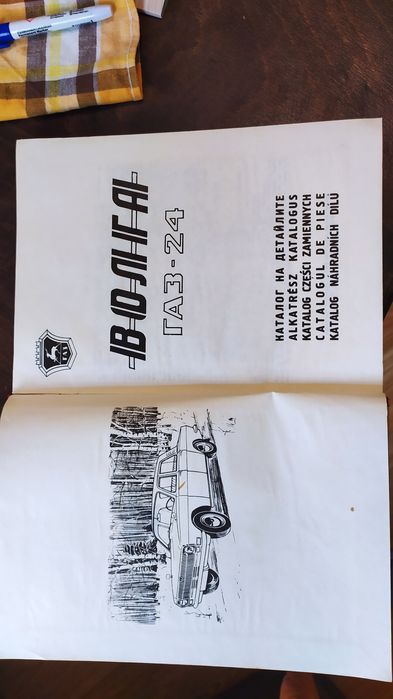 ВОЛГА
ГАЗ-24
КАТАЛОГ НА ДЕТАЙЛИТЕ
ALKATRÉSZ KATALOGUS
KATALOG CZĘŚCI ZAMIENNYCH
CATALOGUL DE PIESE
KATALOG NÁHRADNÍCH DÍLŮ